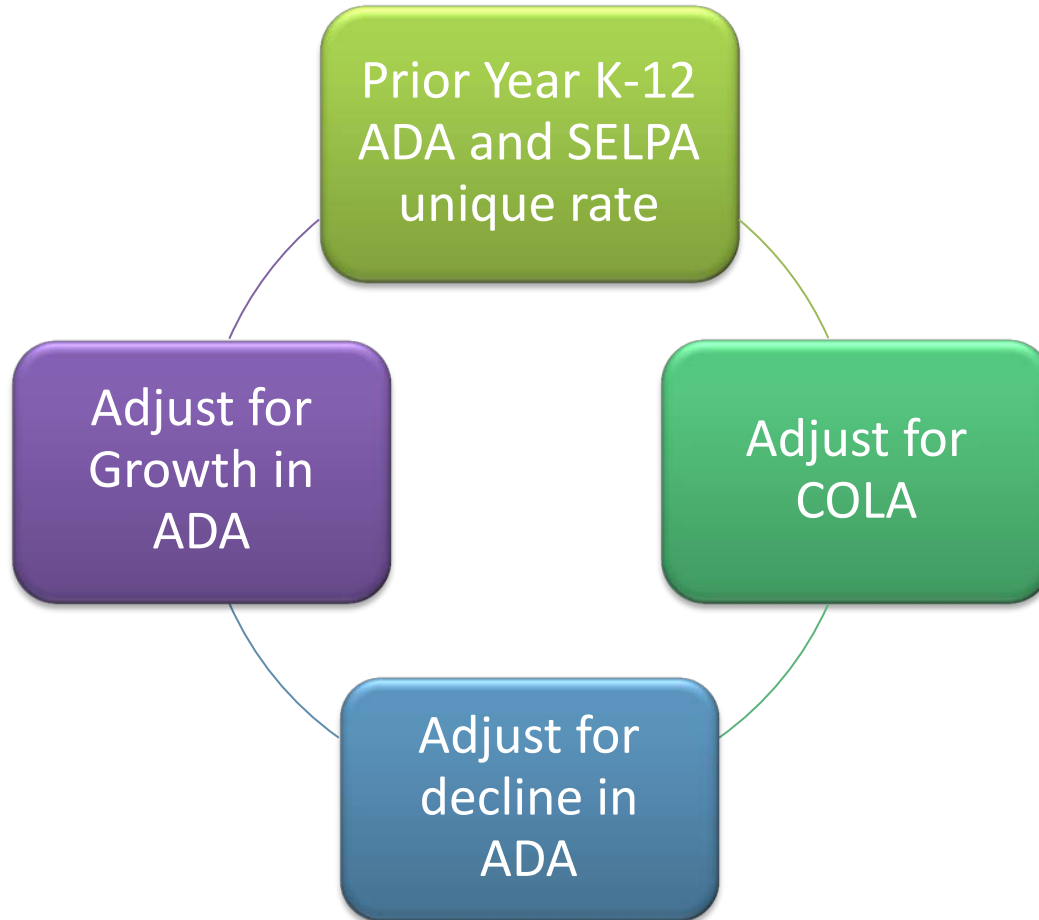 Prior Year K-12
ADA and SELPA
unique rate
Adjust for
COLA
Adjust for
decline in
ADA
Adjust for
Growth in
ADA